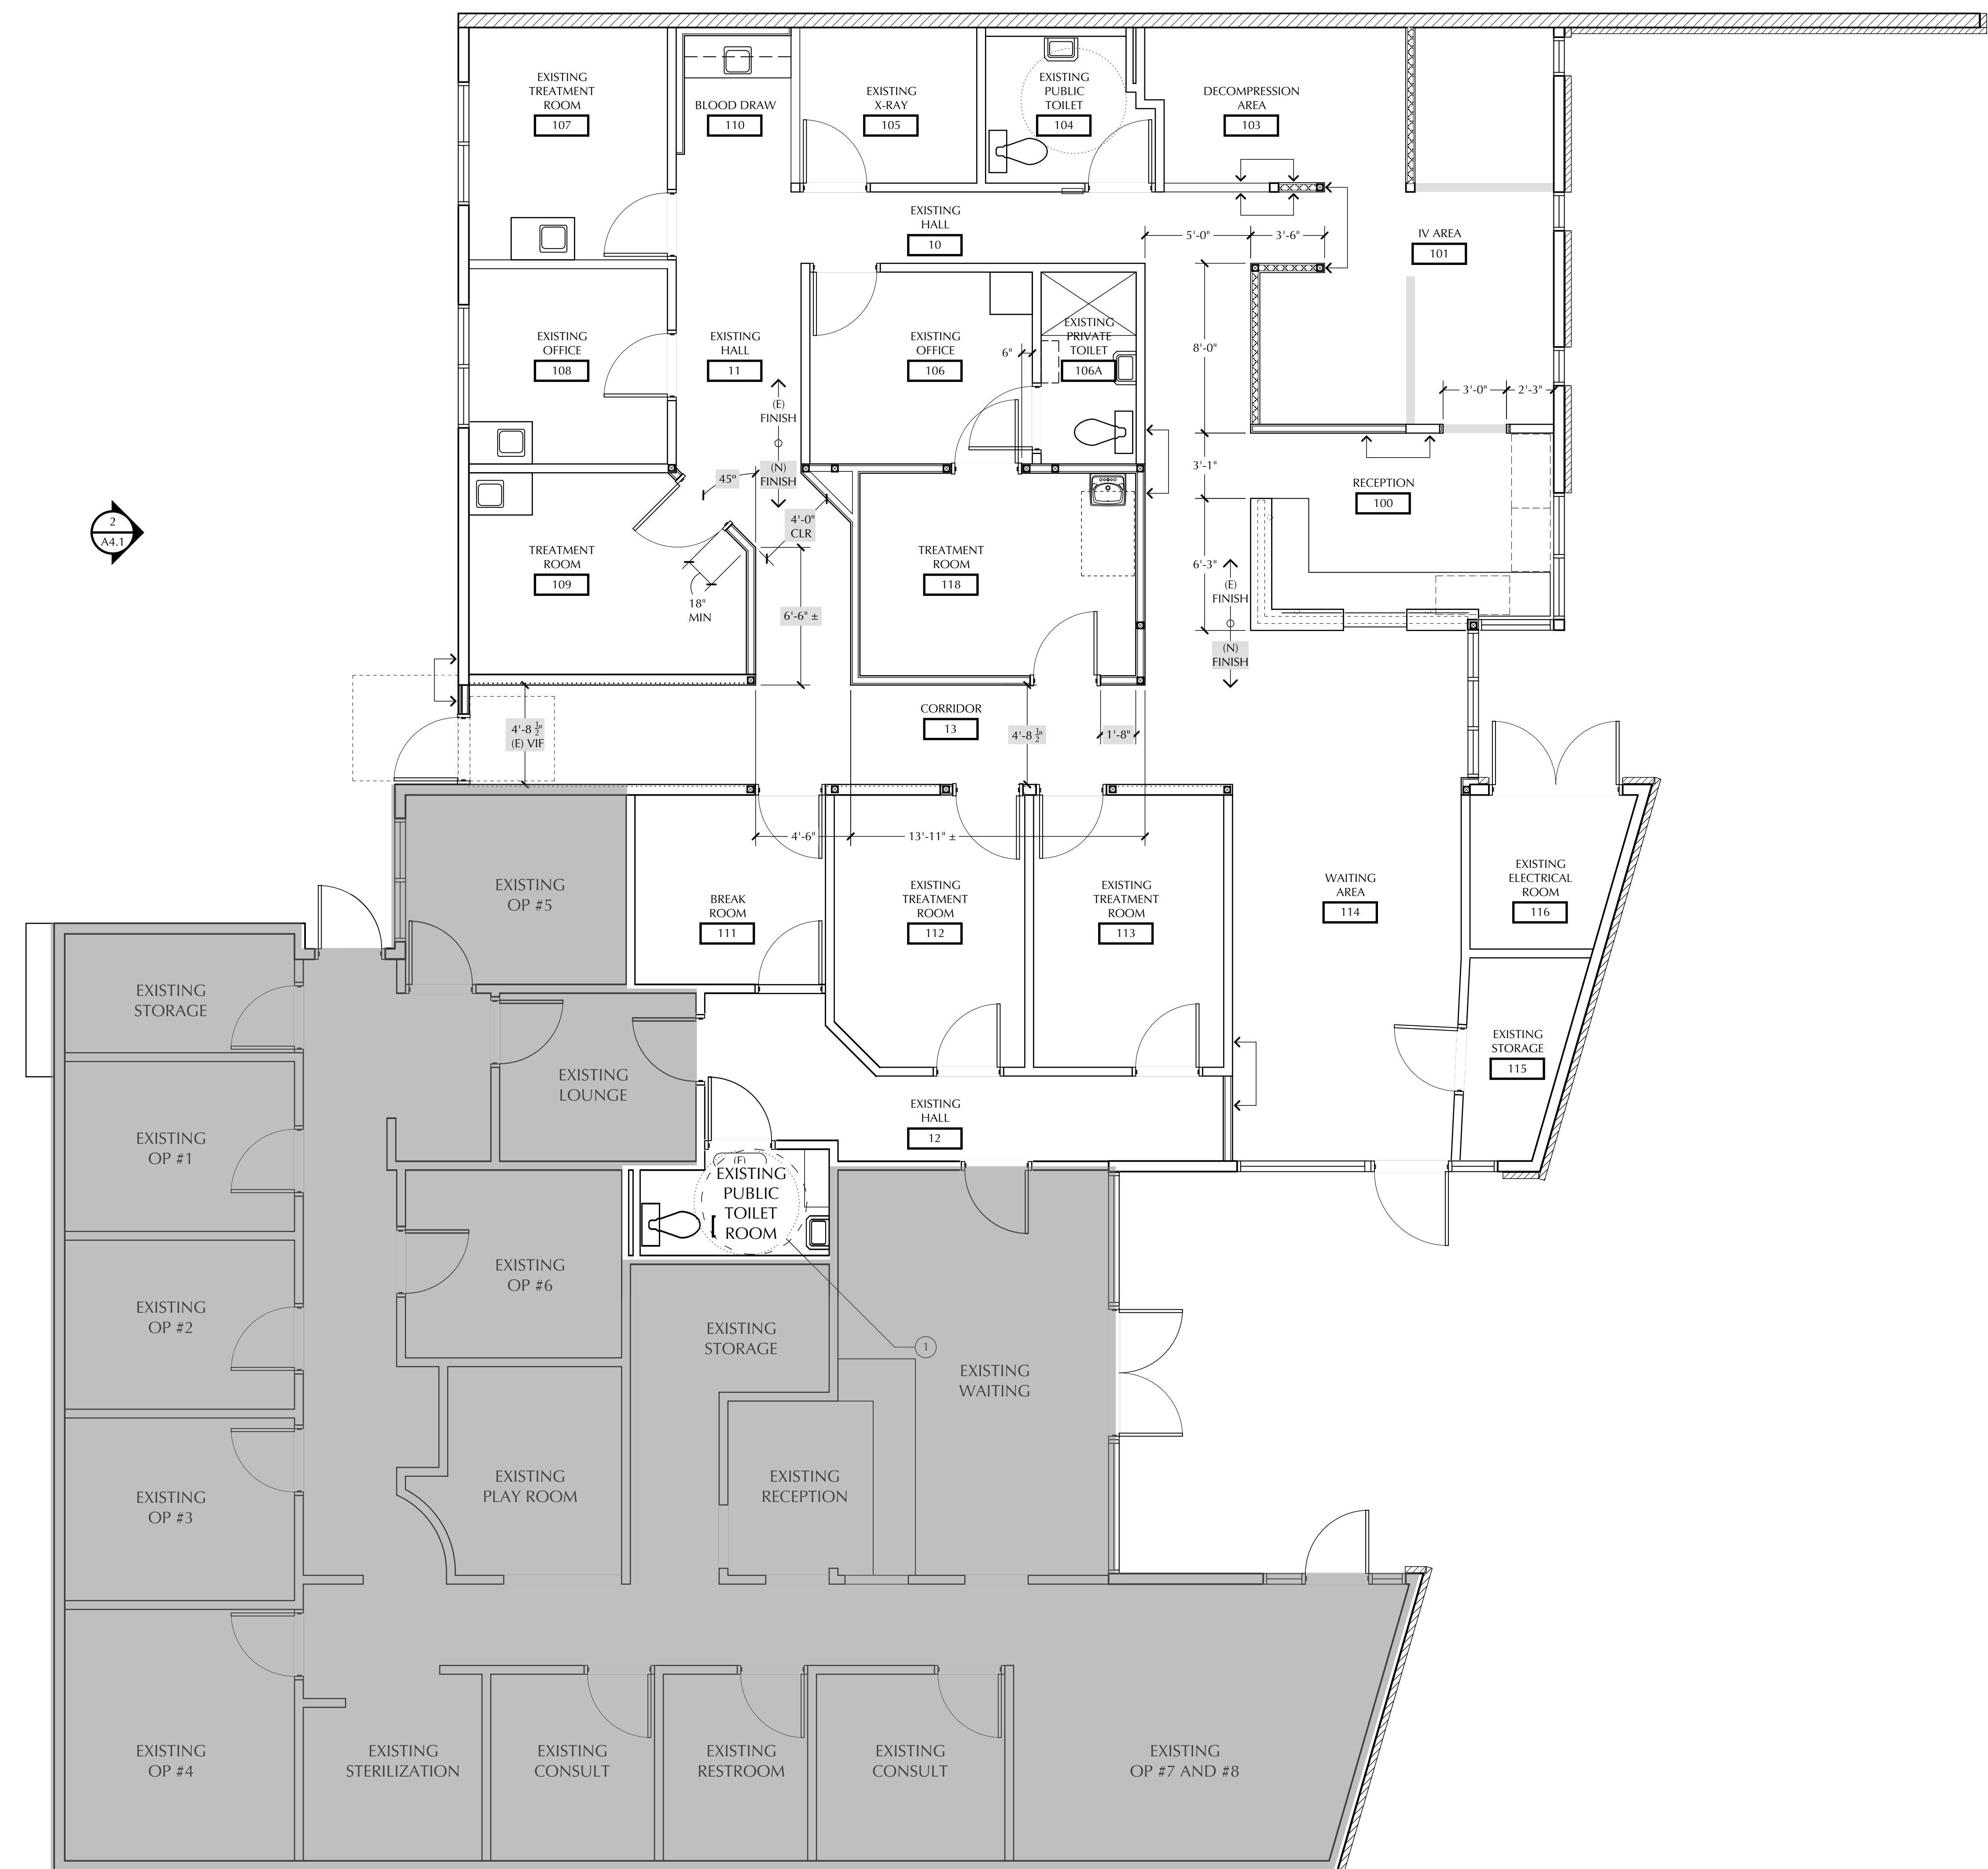 EXISTING
TREATMENT
ROOM
107
BLOOD DRAW
110
EXISTING
X-RAY
105
EXISTING
PUBLIC
TOILET
104
DECOMPRESSION
AREA
103
EXISTING
HALL
10
5'-0"
3'-6"
IV AREA
101
EXISTING
OFFICE
108
EXISTING
HALL
11
EXISTING
OFFICE
106
6"
EXISTING
PRIVATE
TOILET
106A
8'-0"
3'-0"
2'-3"
(E)
FINISH
(N)
FINISH
45º
4'-0"
CLR
3'-1"
RECEPTION
100
2
A4.1
TREATMENT
ROOM
109
18"
MIN
6'-6" ±
TREATMENT
ROOM
118
6'-3"
(E)
FINISH
(N)
FINISH
4'-8 1/2"
(E) VIF
CORRIDOR
13
4'-8 1/2"
1'-8"
4'-6"
13'-11" ±
EXISTING
OP #5
BREAK
ROOM
111
EXISTING
TREATMENT
ROOM
112
EXISTING
TREATMENT
ROOM
113
WAITING
AREA
114
EXISTING
ELECTRICAL
ROOM
116
EXISTING
STORAGE
EXISTING
LOUNGE
EXISTING
STORAGE
115
EXISTING
HALL
12
EXISTING
OP #1
(E)
EXISTING
PUBLIC
TOILET
ROOM
EXISTING
OP #6
EXISTING
OP #2
EXISTING
STORAGE
1
EXISTING
WAITING
EXISTING
OP #3
EXISTING
PLAY ROOM
EXISTING
RECEPTION
EXISTING
OP #4
EXISTING
STERILIZATION
EXISTING
CONSULT
EXISTING
RESTROOM
EXISTING
CONSULT
EXISTING
OP #7 AND #8